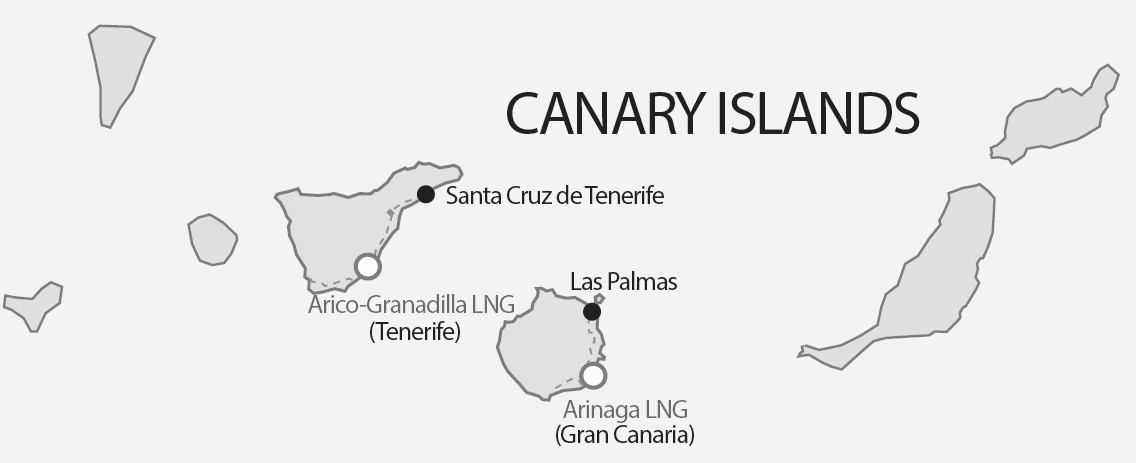 CANARY ISLANDS
Santa Cruz de Tenerife
Las Palmas
Arico-Granadilla LNG
(Tenerife)
Arinaga LNG
(Gran Canaria)